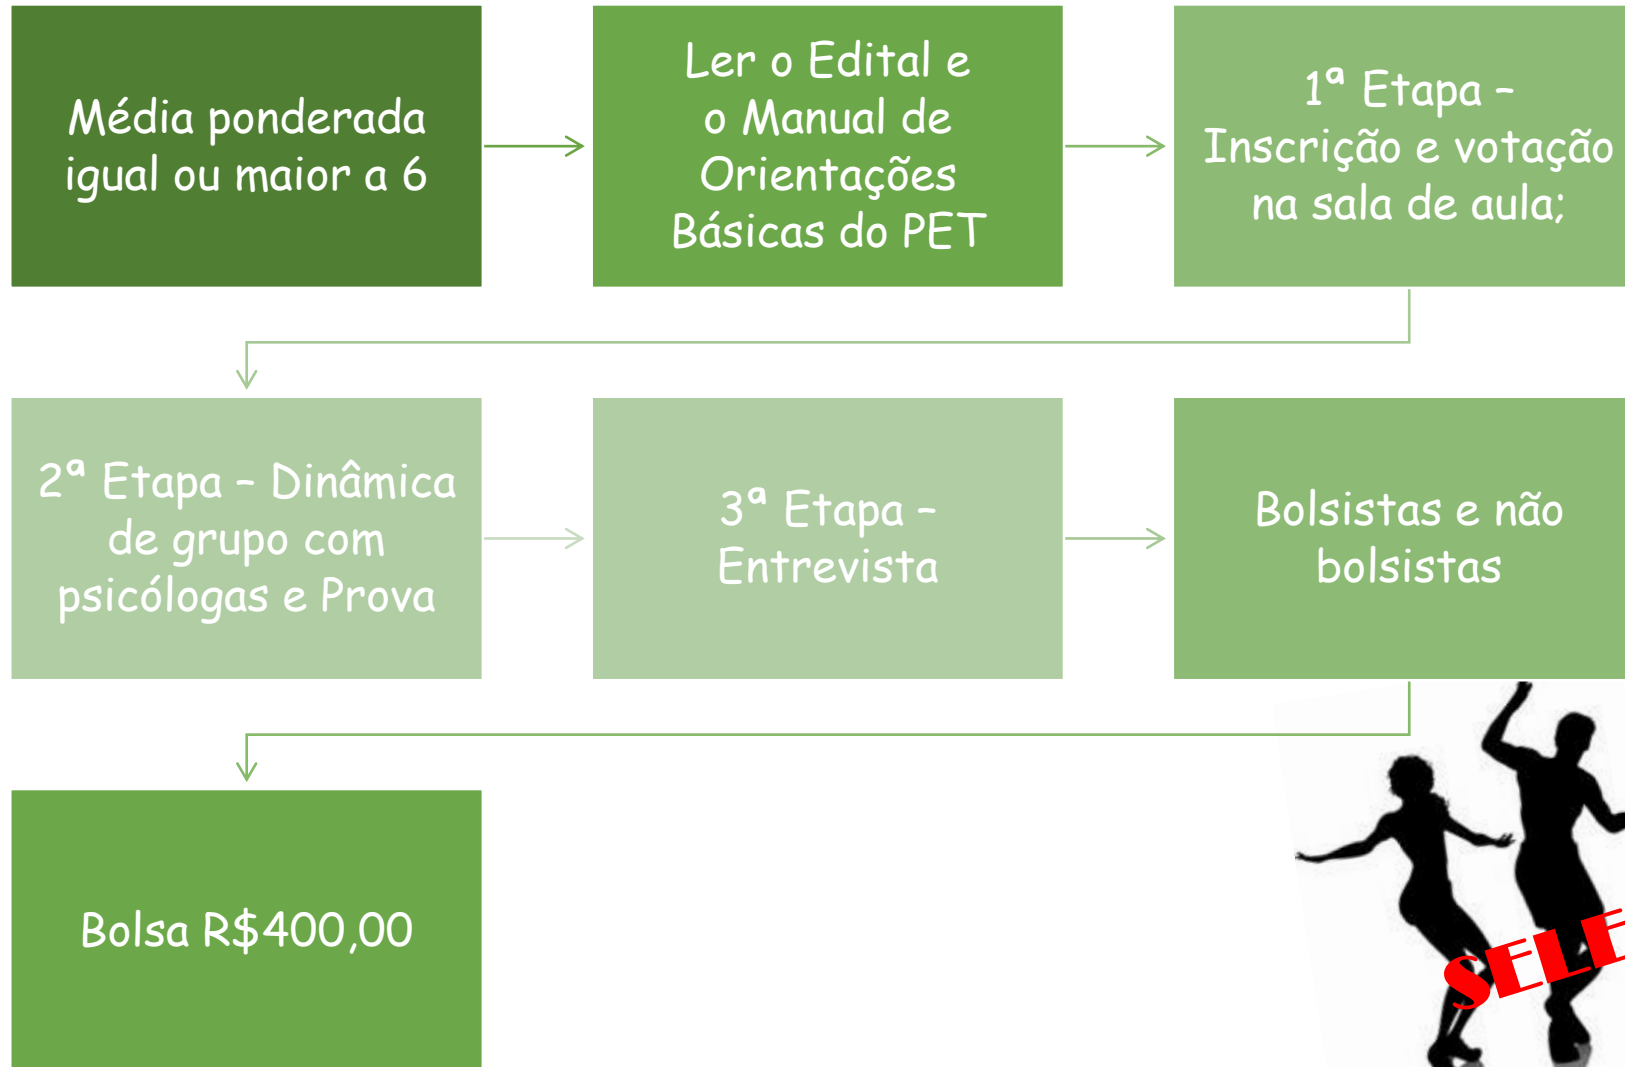 Média ponderada
igual ou maior a 6
Ler o Edital e
o Manual de
Orientações
Básicas do PET
1ª Etapa –
Inscrição e votação
na sala de aula;
2ª Etapa – Dinâmica
de grupo com
psicólogas e Prova
3ª Etapa –
Entrevista
Bolsistas e não
bolsistas
Bolsa R$400,00
SELE